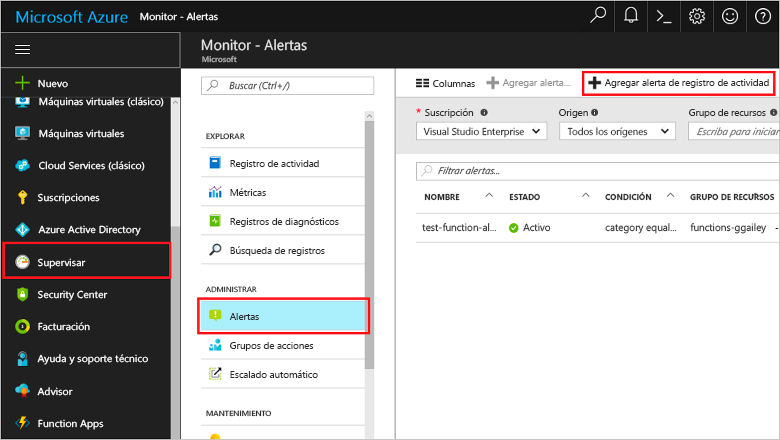 Microsoft Azure Monitor - Alertas
Nuevo
Máquinas virtuales (clásico)
Máquinas virtuales
Cloud Services (clásico)
Suscripciones
Azure Active Directory
Supervisar
Security Center
Facturación
Ayuda y soporte técnico
Advisor
Function Apps
Monitor - Alertas
Microsoft
Buscar (Ctrl+/)
EXPLORAR
Registro de actividad
Métricas
Registros de diagnósticos
Búsqueda de registros
ADMINISTRAR
Alertas
Grupos de acciones
Escalado automático
MANTENIMIENTO
Columnas
Agregar alerta...
Agregar alerta de registro de actividad
* Suscripción
Origen
Grupo de recursos
Visual Studio Enterprise
Todos los orígenes
Escriba para iniciar
Filtrar alertas...
NOMBRE ESTADO CONDICIÓN GRUPO DE RECURSOS
test-function-al... Activo category equal... functions-ggailey -